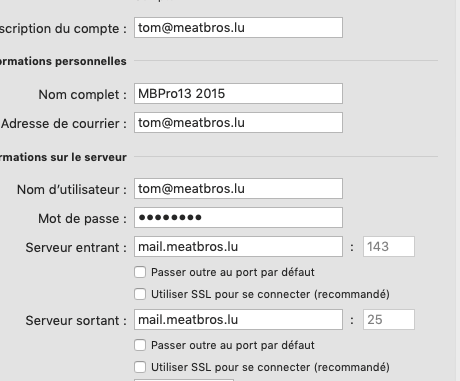 scription du compte : tom@meatbros.lu
ormations personnelles
Nom complet : MBPro13 2015
Adresse de courrier : tom@meatbros.lu
rmations sur le serveur
Nom d'utilisateur : tom@meatbros.lu
Mot de passe : ●●●●●●●●
Serveur entrant : mail.meatbros.lu : 143
Passer outre au port par défaut
Utiliser SSL pour se connecter (recommandé)
Serveur sortant : mail.meatbros.lu : 25
Passer outre au port par défaut
Utiliser SSL pour se connecter (recommandé)